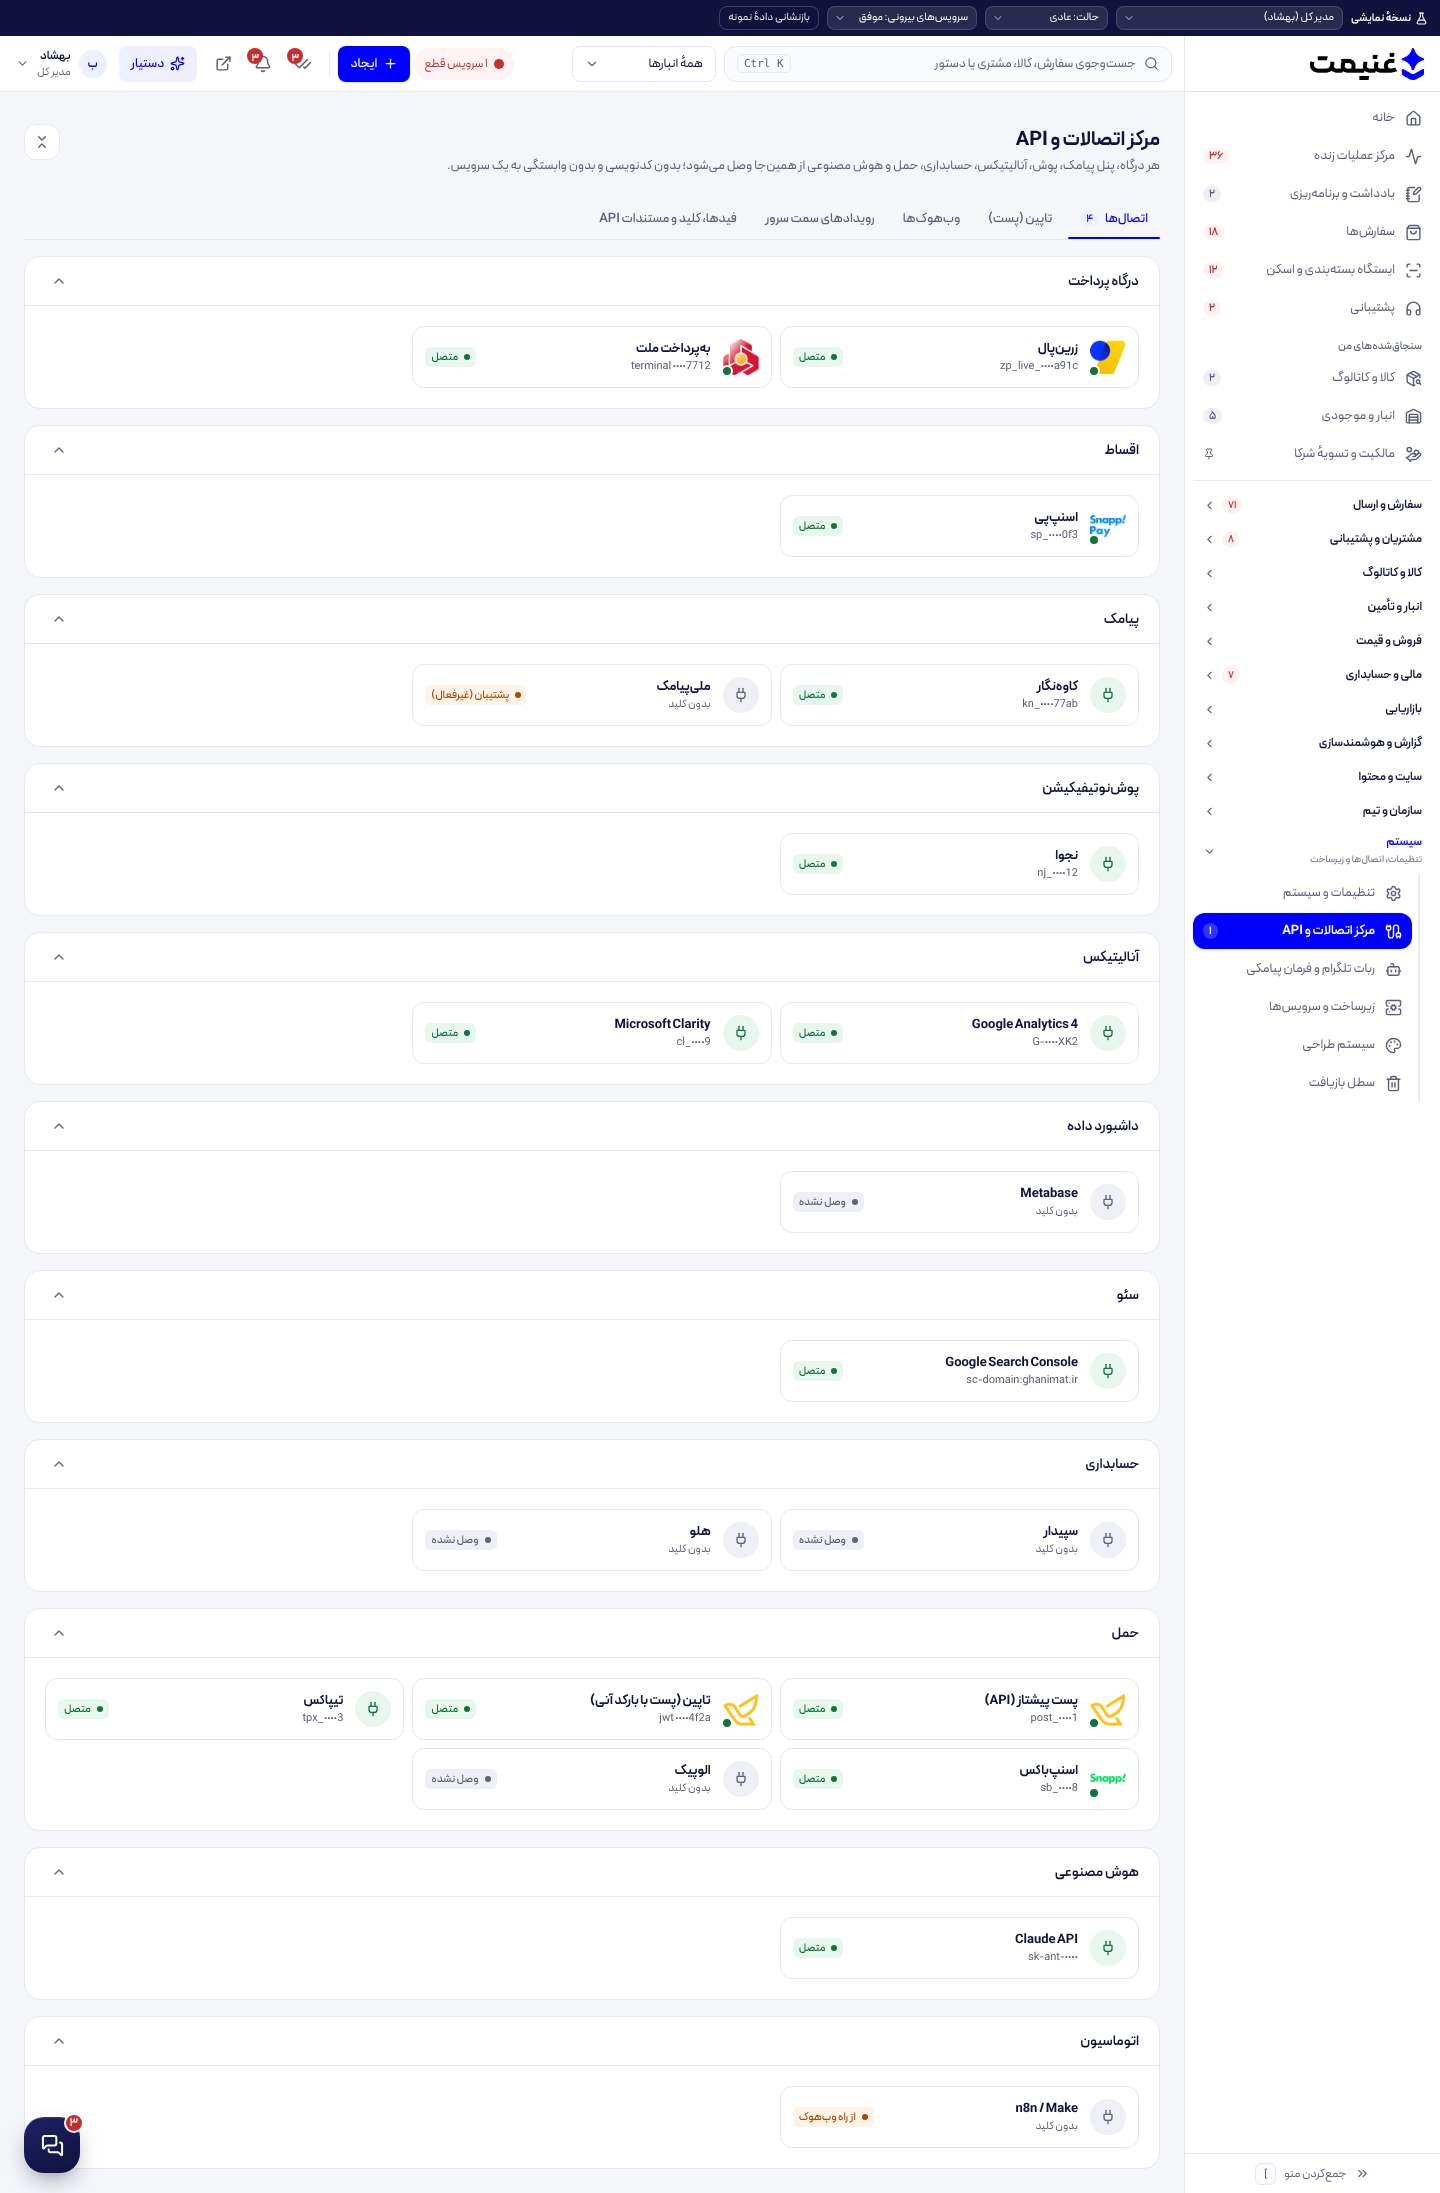 نسخهٔ نمایشی
مدیر کل (بهشاد)
حالت: عادی
سرویس‌های بیرونی: موفق
بازنشانی دادهٔ نمونه
غنیمت
جست‌وجوی سفارش، کالا، مشتری یا دستور
Ctrl K
همهٔ انبارها
۱ سرویس قطع
ایجاد
۳
۳
دستیار
ب
بهشاد
مدیر کل
خانه
مرکز عملیات زنده ۳۶
یادداشت و برنامه‌ریزی ۲
سفارش‌ها ۱۸
ایستگاه بسته‌بندی و اسکن ۱۲
پشتیبانی ۲
سنجاق‌شده‌های من
کالا و کاتالوگ ۲
انبار و موجودی ۵
مالکیت و تسویهٔ شرکا
سفارش و ارسال ۷۱
مشتریان و پشتیبانی ۸
کالا و کاتالوگ
انبار و تأمین
فروش و قیمت
مالی و حسابداری ۷
بازاریابی
گزارش و هوشمندسازی
سایت و محتوا
سازمان و تیم
سیستم
تنظیمات، اتصال‌ها و زیرساخت
تنظیمات و سیستم
مرکز اتصالات و API ۱
ربات تلگرام و فرمان پیامکی
زیرساخت و سرویس‌ها
سیستم طراحی
سطل بازیافت
جمع‌کردن منو [
مرکز اتصالات و API
هر درگاه، پنل پیامک، پوش، آنالیتیکس، حسابداری، حمل و هوش مصنوعی از همین‌جا وصل می‌شود؛ بدون کدنویسی و بدون وابستگی به یک سرویس.
اتصال‌ها ۴
تاپین (پست)
وب‌هوک‌ها
رویدادهای سمت سرور
فیدها، کلید و مستندات API
درگاه پرداخت
زرین‌پال
zp_live_••••a91c
متصل
به‌پرداخت ملت
terminal ••••7712
متصل
اقساط
Snapp!
Pay
اسنپ‌پی
sp_••••0f3
متصل
پیامک
کاوه‌نگار
kn_••••77ab
متصل
ملی‌پیامک
بدون کلید
پشتیبان (غیرفعال)
پوش‌نوتیفیکیشن
نجوا
nj_••••12
متصل
آنالیتیکس
Google Analytics 4
G-••••XK2
متصل
Microsoft Clarity
cl_••••9
متصل
داشبورد داده
Metabase
بدون کلید
وصل نشده
سئو
Google Search Console
sc-domain:ghanimat.ir
متصل
حسابداری
سپیدار
بدون کلید
وصل نشده
هلو
بدون کلید
وصل نشده
حمل
پست پیشتاز (API)
post_••••1
متصل
تاپین (پست با بارکد آنی)
jwt ••••4f2a
متصل
تیپاکس
tpx_••••3
متصل
Snapp!
اسنپ‌باکس
sb_••••8
متصل
الوپیک
بدون کلید
وصل نشده
هوش مصنوعی
Claude API
sk-ant-••••
متصل
اتوماسیون
n8n / Make
بدون کلید
از راه وب‌هوک
۳